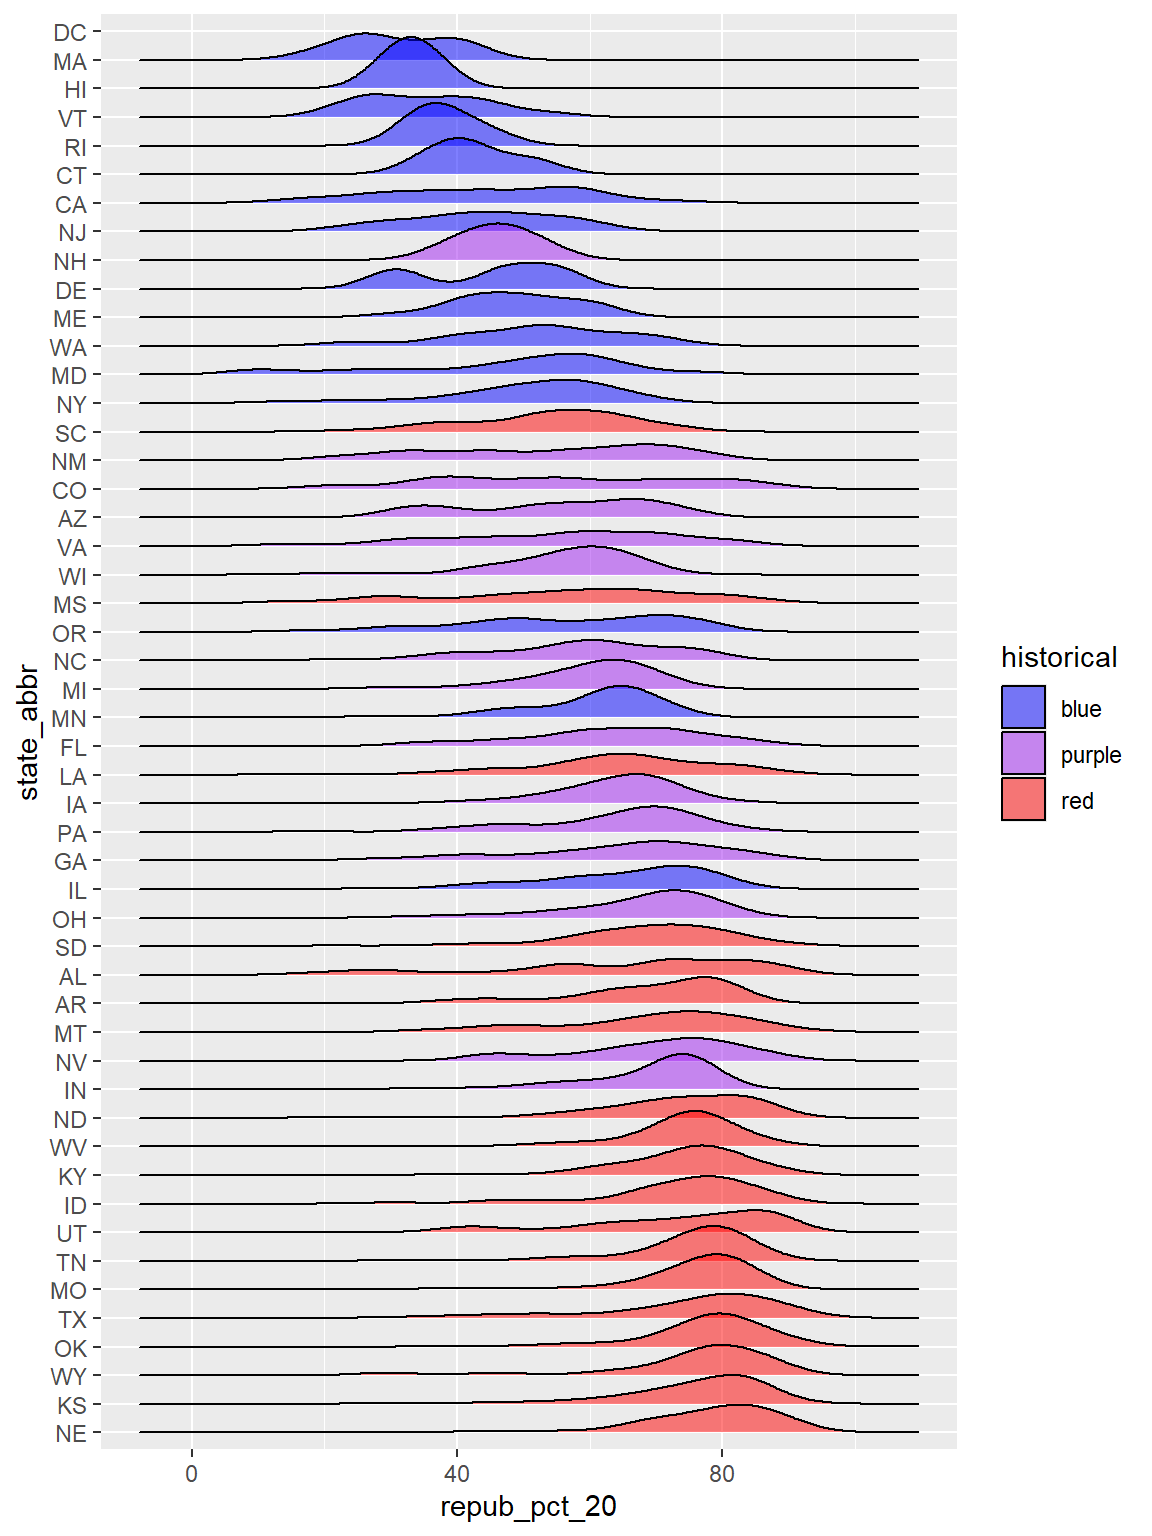 DC
MA
HI
VT
RI
CT
CA
NJ
NH
DE
ME
WA
MD
NY
SC
NM
CO
AZ
VA
WI
MS
OR
NC
MI
MN
FL
LA
IA
PA
GA
IL
OH
SD
AL
AR
MT
NV
IN
ND
WV
KY
ID
UT
TN
MO
TX
OK
WY
KS
NE
state_abbr
0 40 80
repub_pct_20
historical
blue
purple
red